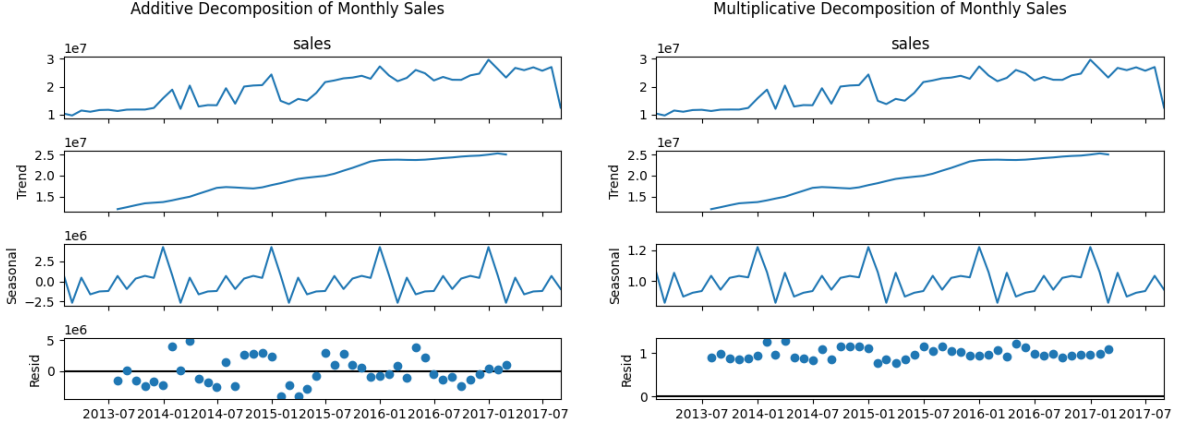 Additive Decomposition of Monthly Sales
sales
1e7
3
2
1
1e7
2.5
2.0
1.5
Trend
1e6
2.5
0.0
−2.5
Seasonal
1e6
5
0
Resid
2013-07 2014-01 2014-07 2015-01 2015-07 2016-01 2016-07 2017-01 2017-07
Multiplicative Decomposition of Monthly Sales
sales
1e7
3
2
1
1e7
2.5
2.0
1.5
Trend
1.2
1.0
Seasonal
1
0
Resid
2013-07 2014-01 2014-07 2015-01 2015-07 2016-01 2016-07 2017-01 2017-07